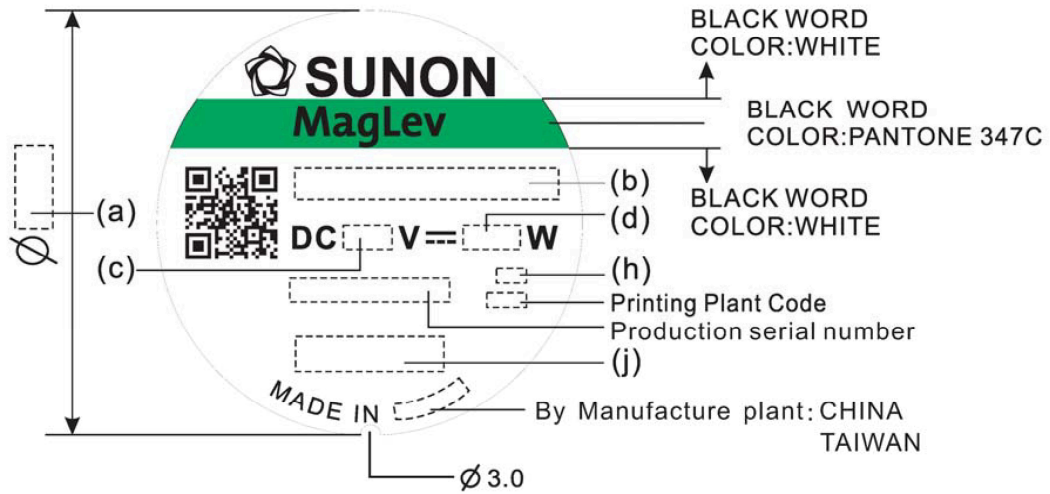 BLACK WORD
COLOR:WHITE
SUNON
MagLev
BLACK WORD
COLOR:PANTONE 347C
(b)
BLACK WORD
COLOR:WHITE
(a)
(d)
DC V⎓ W
Ø
(c)
(h)
Printing Plant Code
Production serial number
(j)
MADE IN
By Manufacture plant: CHINA
TAIWAN
Ø 3.0